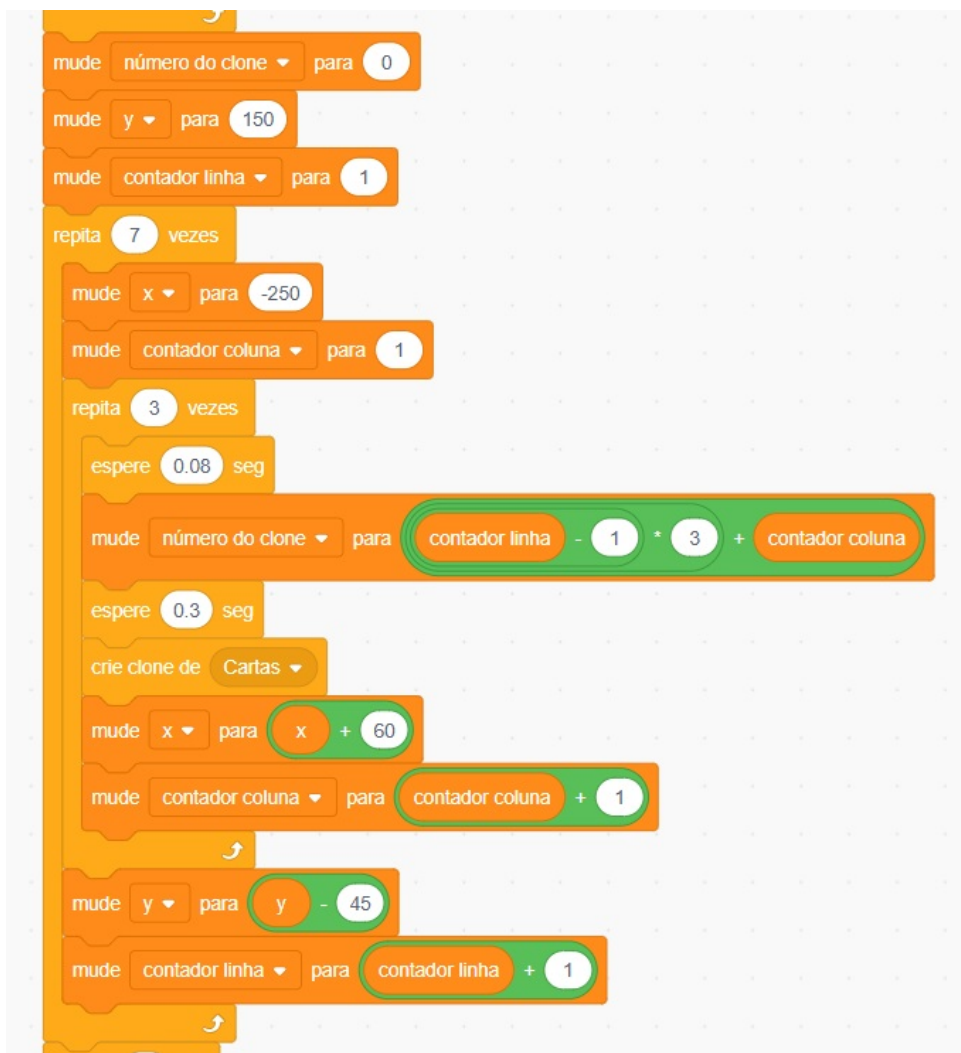 mude número do clone para 0
mude y para 150
mude contador linha para 1
repita 7 vezes
mude x para -250
mude contador coluna para 1
repita 3 vezes
espere 0.08 seg
mude número do clone para contador linha - 1 * 3 + contador coluna
espere 0.3 seg
crie clone de Cartas
mude x para x + 60
mude contador coluna para contador coluna + 1
mude y para y - 45
mude contador linha para contador linha + 1